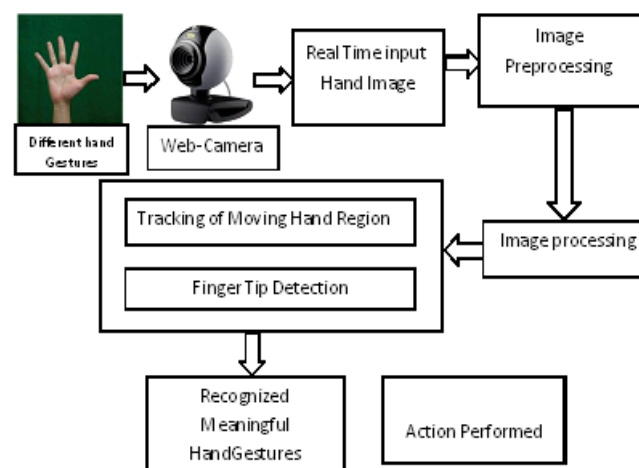 Different hand
Gestures
Web-Camera
Real Time input
Hand Image
Image
Preprocessing
Image processing
Tracking of Moving Hand Region
Finger Tip Detection
Recognized
Meaningful
HandGestures
Action Performed